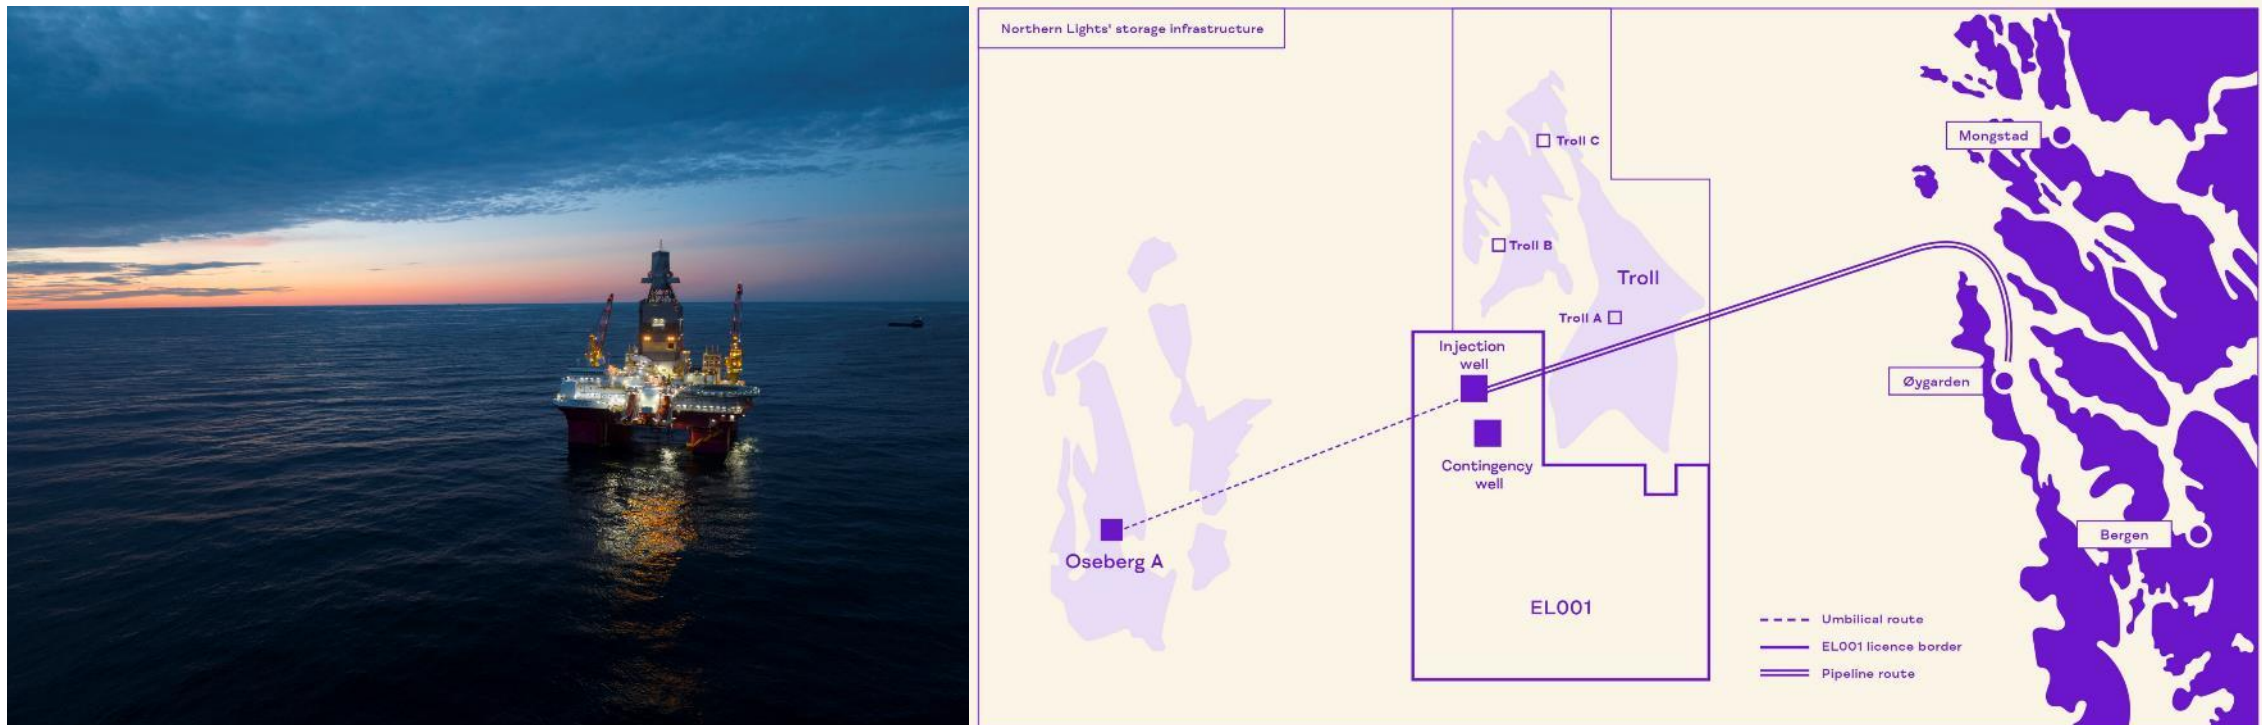 Northern Lights' storage infrastructure
Mongstad
Troll C
Troll B
Troll
Troll A
Injection
well
Øygarden
Contingency
well
Bergen
Oseberg A
EL001
Umbilical route
EL001 licence border
Pipeline route